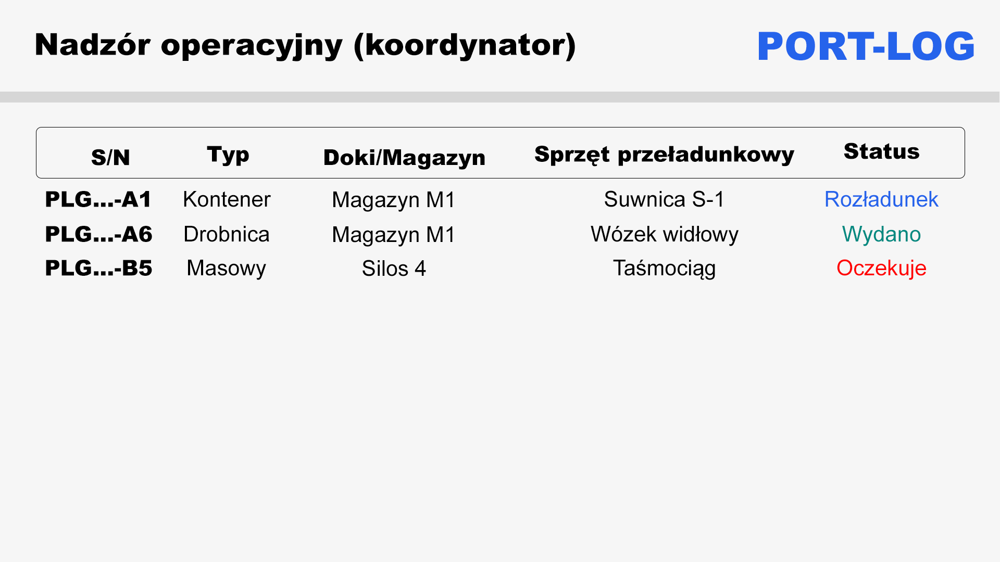 Nadzór operacyjny (koordynator) PORT-LOG
S/N Typ Doki/Magazyn Sprzęt przeładunkowy Status
PLG...-A1 Kontener Magazyn M1 Suwnica S-1 Rozładunek
PLG...-A6 Drobnica Magazyn M1 Wózek widłowy Wydano
PLG...-B5 Masowy Silos 4 Taśmociąg Oczekuje